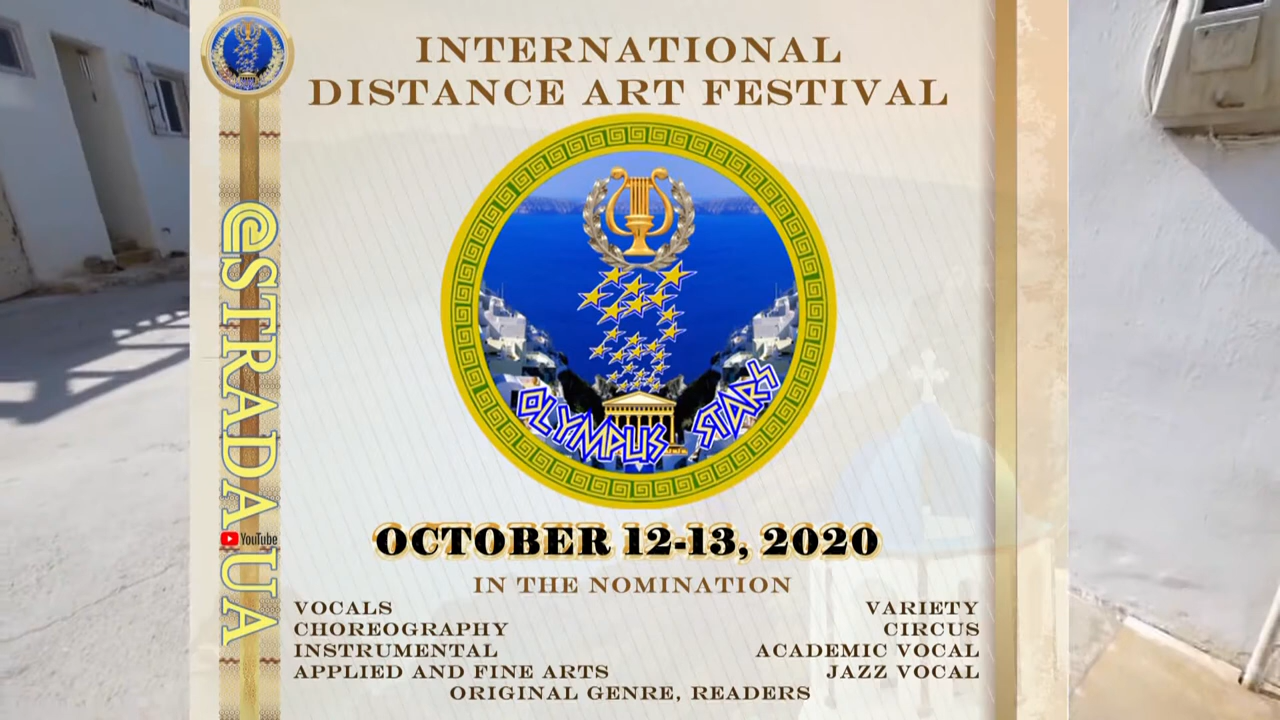 INTERNATIONAL
DISTANCE ART FESTIVAL
OLYMPUS STARS
@STRADA UA
YouTube
OCTOBER 12-13, 2020
IN THE NOMINATION
VOCALS
CHOREOGRAPHY
INSTRUMENTAL
APPLIED AND FINE ARTS
VARIETY
CIRCUS
ACADEMIC VOCAL
JAZZ VOCAL
ORIGINAL GENRE, READERS